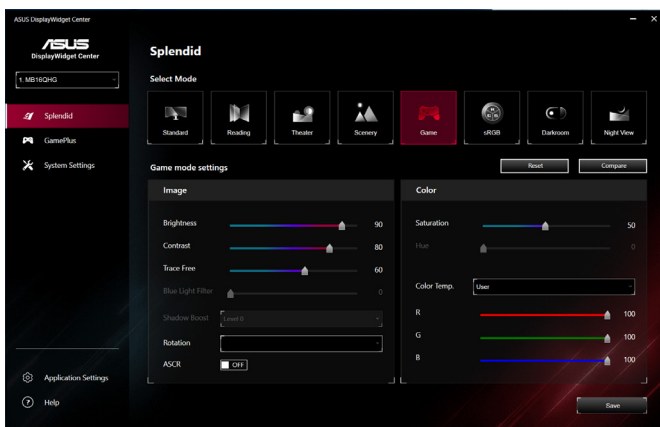 ASUS DisplayWidget Center
ASUS
DisplayWidget Center
1. MB16QHG
Splendid
GamePlus
System Settings
Application Settings
Help
Splendid
Select Mode
Standard Reading Theater Scenery Game sRGB Darkroom Night View
Game mode settings Reset Compare
Image
Brightness 90
Contrast 80
Trace Free 60
Blue Light Filter 0
Shadow Boost Level 0
Rotation
ASCR OFF
Color
Saturation 50
Hue 0
Color Temp. User
R 100
G 100
B 100
Save